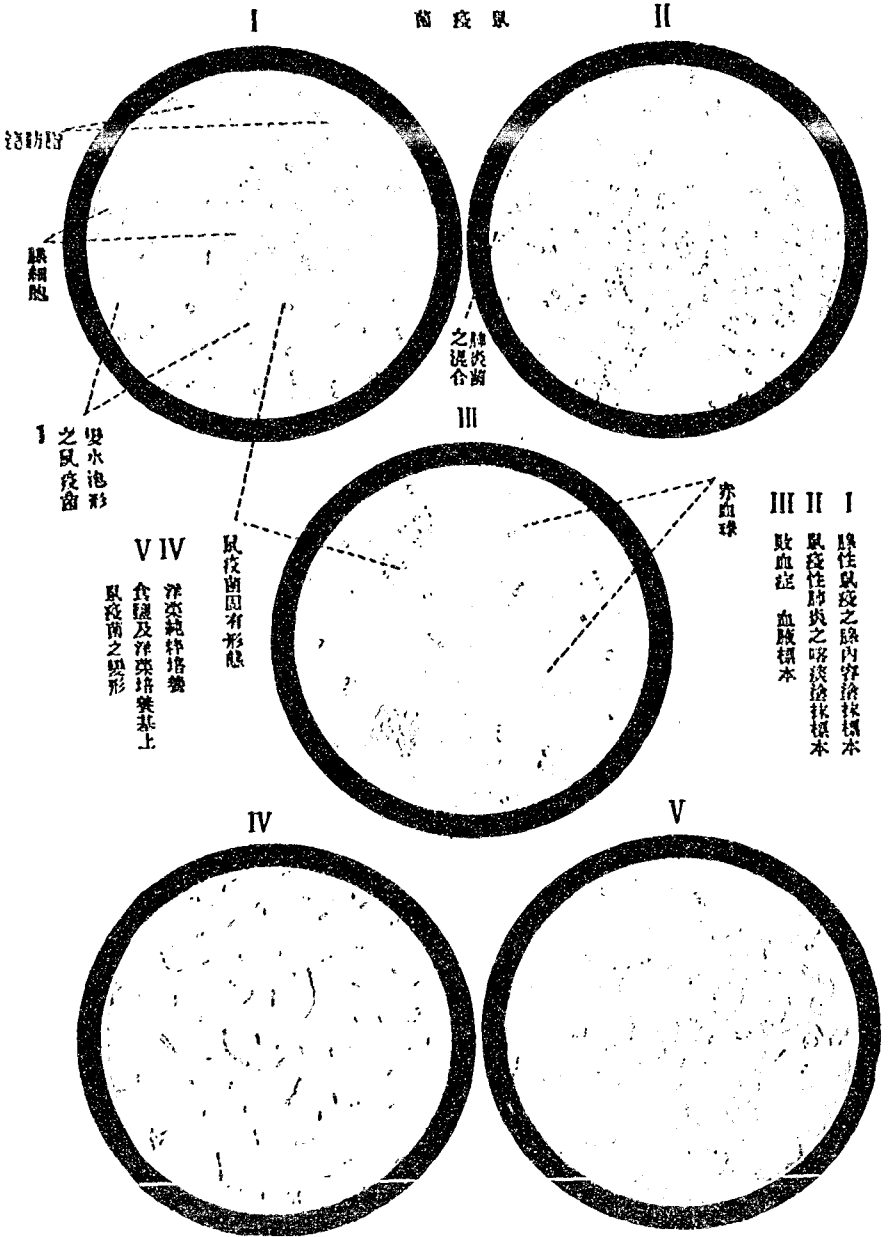 鼠疫菌
I
II
腺細胞
肺炎菌
之混合
變水泡形
之鼠疫菌
III
赤血球
鼠疫菌固有形態
I 腺性鼠疫之腺內容塗抹標本
II 鼠疫性肺炎之咯痰塗抹標本
III 敗血症 血液標本
IV 洋菜純粹培養
V 食鹽及洋菜培養基上
鼠疫菌之變形
IV
V